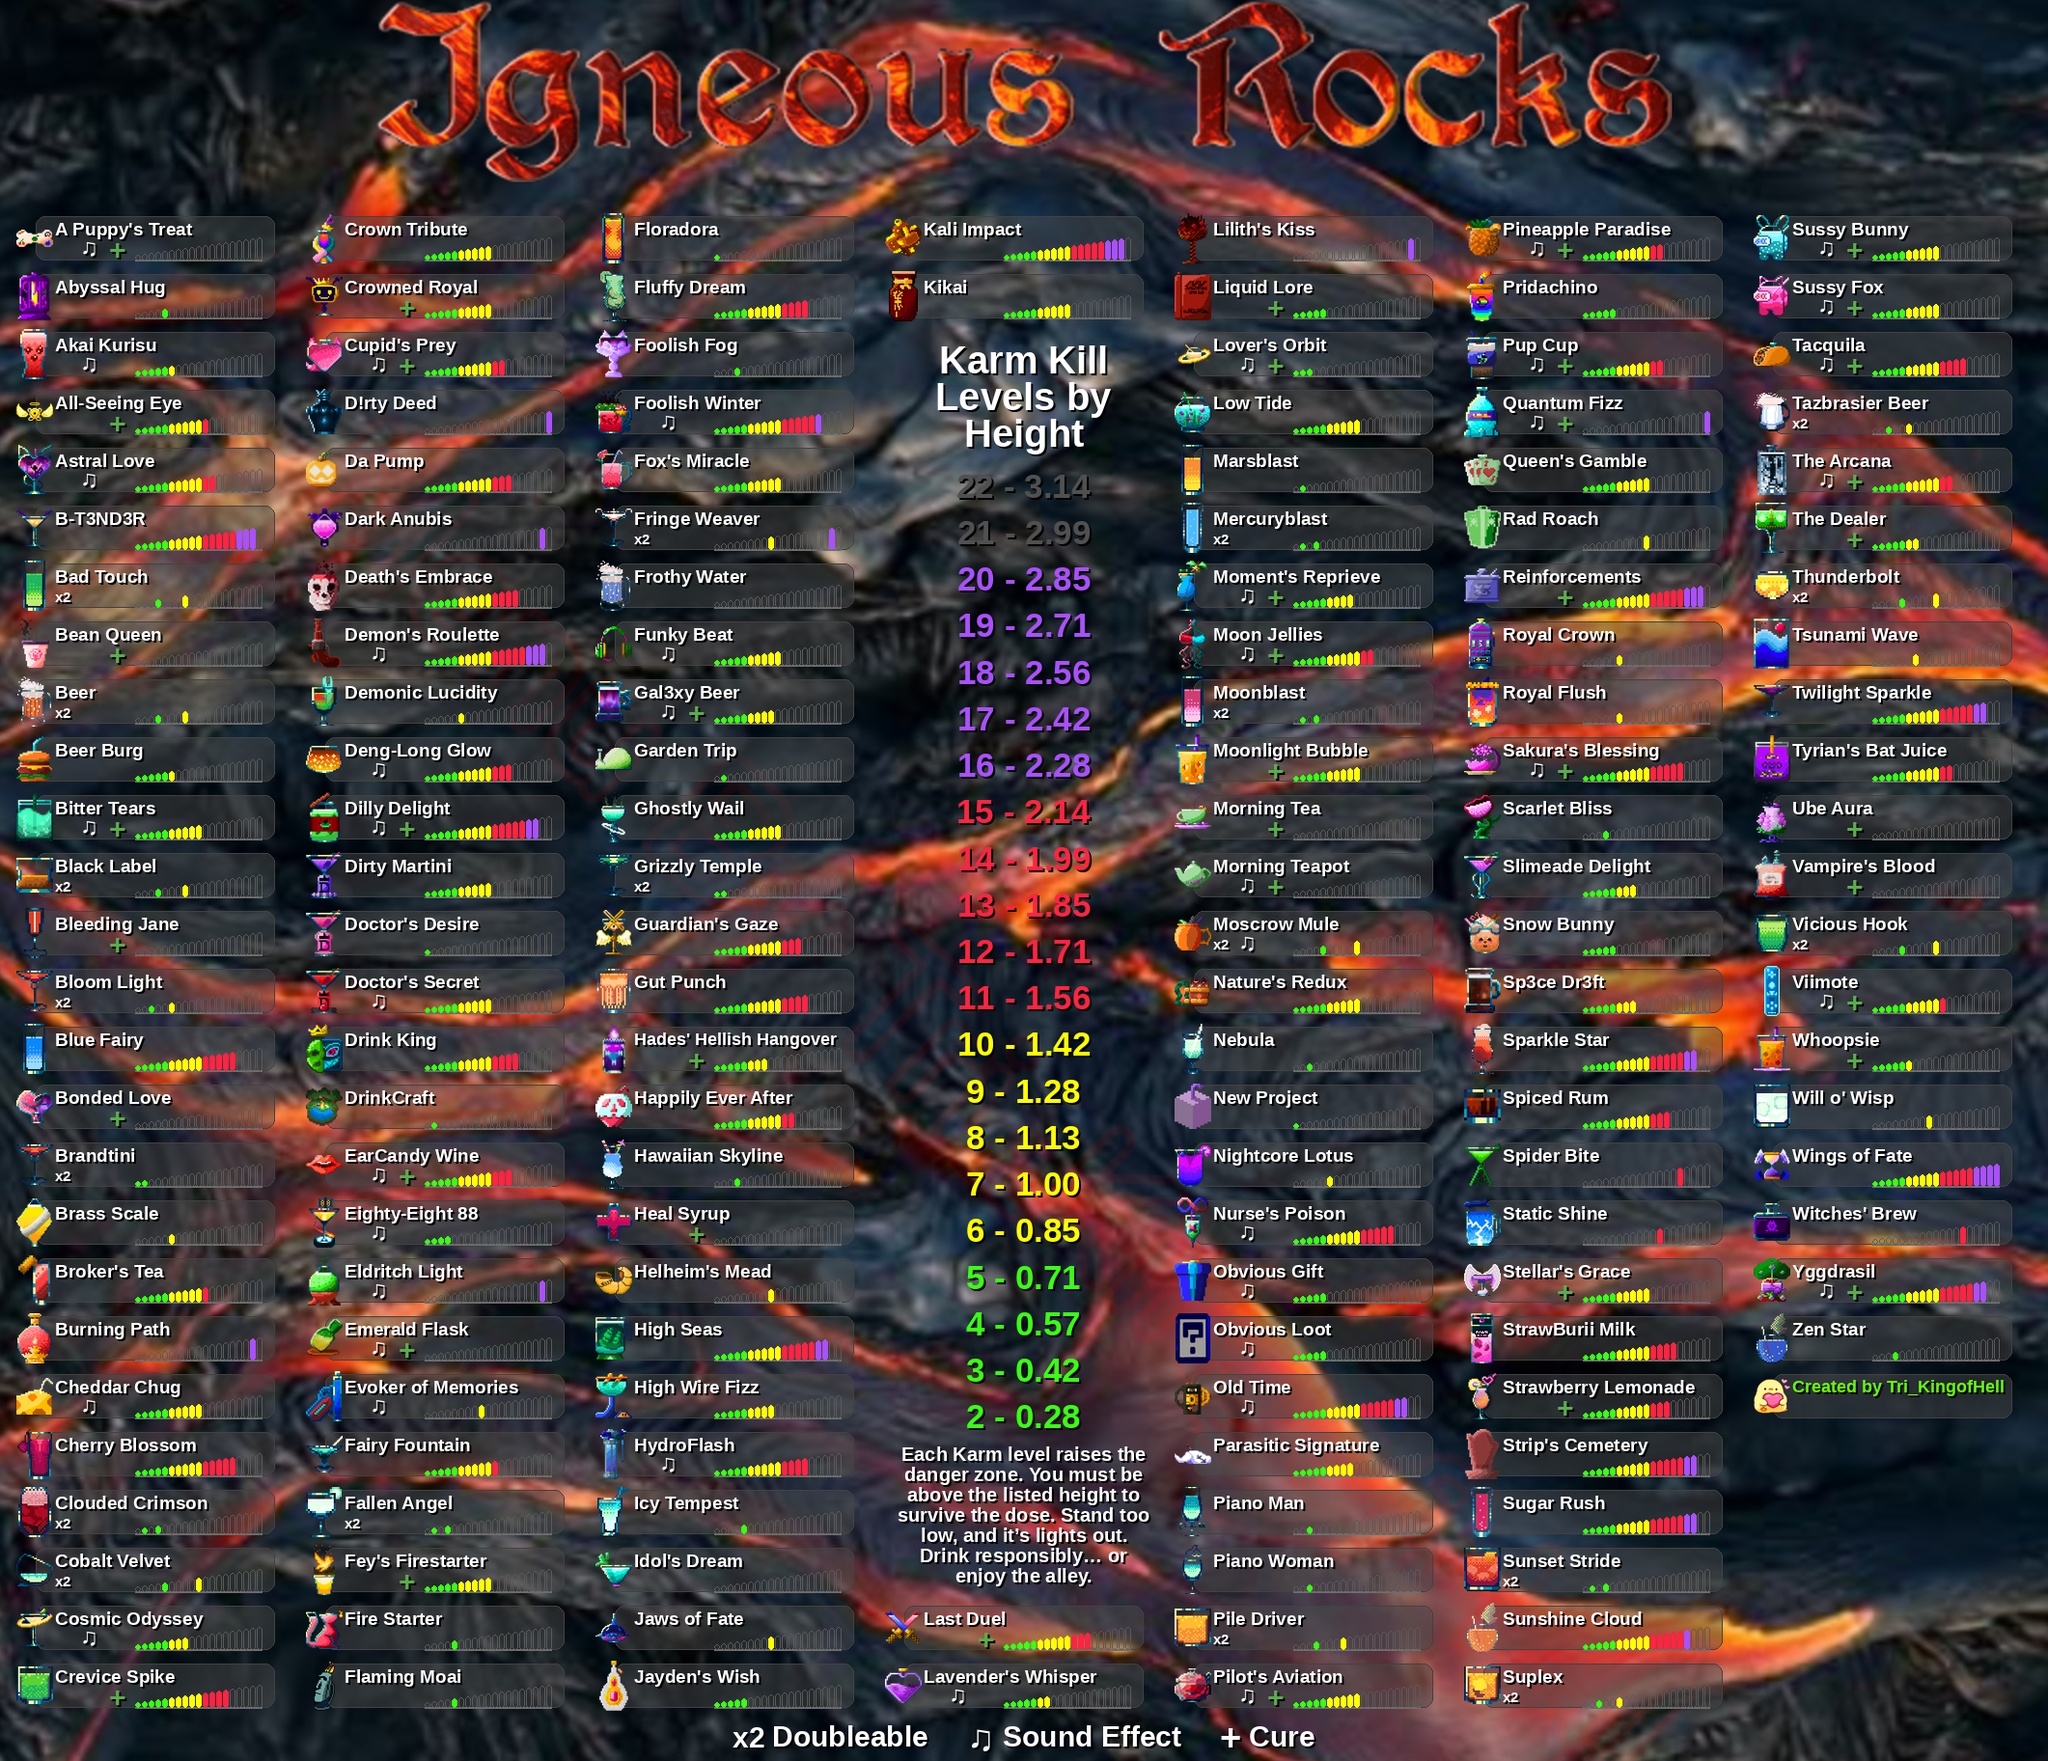 Igneous Rocks
A Puppy's Treat
♫ +
Abyssal Hug
Akai Kurisu
♫
All-Seeing Eye
+
Astral Love
♫
B-T3ND3R
Bad Touch
x2
Bean Queen
+
Beer
x2
Beer Burg
Bitter Tears
♫ +
Black Label
x2
Bleeding Jane
+
Bloom Light
x2
Blue Fairy
Bonded Love
+
Brandtini
x2
Brass Scale
Broker's Tea
Burning Path
Cheddar Chug
♫
Cherry Blossom
Clouded Crimson
x2
Cobalt Velvet
x2
Cosmic Odyssey
♫
Crevice Spike
+
Crown Tribute
Crowned Royal
+
Cupid's Prey
♫ +
D!rty Deed
Da Pump
Dark Anubis
Death's Embrace
Demon's Roulette
♫
Demonic Lucidity
Deng-Long Glow
♫
Dilly Delight
♫ +
Dirty Martini
Doctor's Desire
Doctor's Secret
♫
Drink King
DrinkCraft
EarCandy Wine
♫ +
Eighty-Eight 88
♫
Eldritch Light
♫
Emerald Flask
♫ +
Evoker of Memories
♫
Fairy Fountain
Fallen Angel
x2
Fey's Firestarter
+
Fire Starter
Flaming Moai
Floradora
Fluffy Dream
Foolish Fog
Foolish Winter
♫
Fox's Miracle
Fringe Weaver
x2
Frothy Water
Funky Beat
♫
Gal3xy Beer
♫ +
Garden Trip
Ghostly Wail
Grizzly Temple
x2
Guardian's Gaze
Gut Punch
Hades' Hellish Hangover
+
Happily Ever After
Hawaiian Skyline
Heal Syrup
+
Helheim's Mead
High Seas
High Wire Fizz
HydroFlash
♫
Icy Tempest
Idol's Dream
Jaws of Fate
Jayden's Wish
Kali Impact
Kikai
Karm Kill
Levels by
Height
22 - 3.14
21 - 2.99
20 - 2.85
19 - 2.71
18 - 2.56
17 - 2.42
16 - 2.28
15 - 2.14
14 - 1.99
13 - 1.85
12 - 1.71
11 - 1.56
10 - 1.42
9 - 1.28
8 - 1.13
7 - 1.00
6 - 0.85
5 - 0.71
4 - 0.57
3 - 0.42
2 - 0.28
Each Karm level raises the
danger zone. You must be
above the listed height to
survive the dose. Stand too
low, and it's lights out.
Drink responsibly... or
enjoy the alley.
Last Duel
+
Lavender's Whisper
♫
Lilith's Kiss
Liquid Lore
+
Lover's Orbit
♫ +
Low Tide
Marsblast
Mercuryblast
x2
Moment's Reprieve
♫ +
Moon Jellies
♫ +
Moonblast
x2
Moonlight Bubble
+
Morning Tea
+
Morning Teapot
♫ +
Moscrow Mule
x2 ♫
Nature's Redux
Nebula
New Project
Nightcore Lotus
Nurse's Poison
♫
Obvious Gift
♫
Obvious Loot
♫
Old Time
♫
Parasitic Signature
Piano Man
Piano Woman
Pile Driver
x2
Pilot's Aviation
♫ +
Pineapple Paradise
♫ +
Pridachino
Pup Cup
♫ +
Quantum Fizz
♫ +
Queen's Gamble
Rad Roach
Reinforcements
+
Royal Crown
Royal Flush
Sakura's Blessing
♫ +
Scarlet Bliss
Slimeade Delight
Snow Bunny
Sp3ce Dr3ft
Sparkle Star
Spiced Rum
Spider Bite
Static Shine
Stellar's Grace
+
StrawBurii Milk
Strawberry Lemonade
+
Strip's Cemetery
Sugar Rush
Sunset Stride
x2
Sunshine Cloud
Suplex
x2
Sussy Bunny
♫ +
Sussy Fox
♫ +
Tacquila
♫ +
Tazbrasier Beer
x2
The Arcana
♫ +
The Dealer
+
Thunderbolt
x2
Tsunami Wave
Twilight Sparkle
Tyrian's Bat Juice
Ube Aura
+
Vampire's Blood
+
Vicious Hook
x2
Viimote
♫ +
Whoopsie
+
Will o' Wisp
Wings of Fate
Witches' Brew
Yggdrasil
♫ +
Zen Star
Created by Tri_KingofHell
x2 Doubleable ♫ Sound Effect + Cure